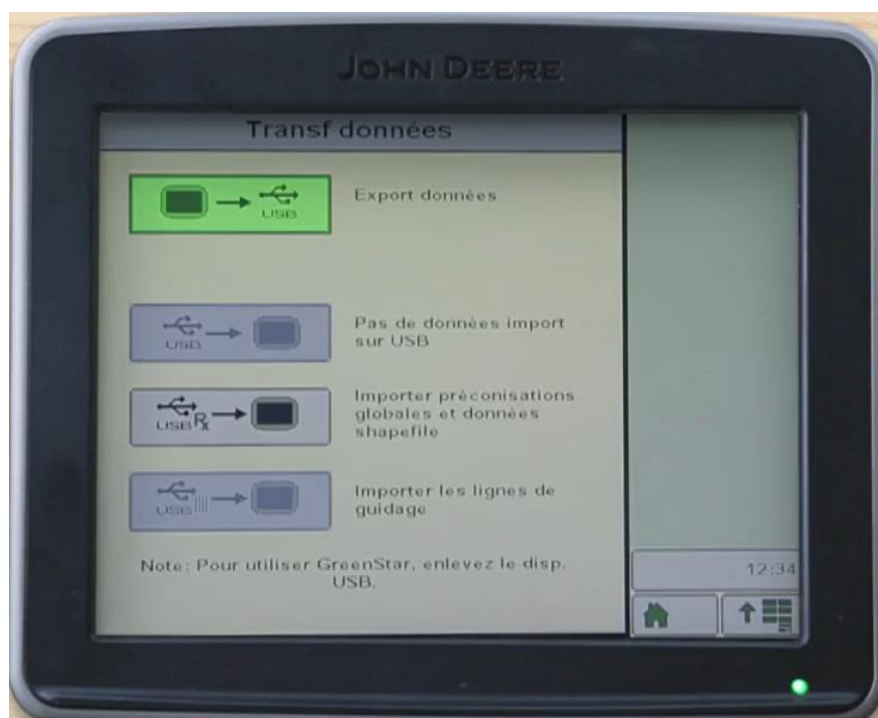 JOHN DEERE
Transf données
USB
Export données
USB
Pas de données import
sur USB
USB Rx
Importer préconisations
globales et données
shapefile
USB
Importer les lignes de
guidage
Note: Pour utiliser GreenStar, enlevez le disp.
USB.
12:34